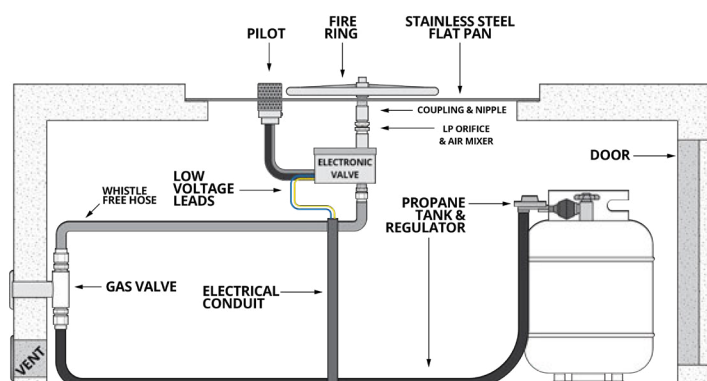 PILOT
FIRE
RING
STAINLESS STEEL
FLAT PAN
COUPLING & NIPPLE
LP ORIFICE
& AIR MIXER
ELECTRONIC
VALVE
DOOR
LOW
VOLTAGE
LEADS
WHISTLE
FREE HOSE
PROPANE
TANK &
REGULATOR
GAS VALVE
ELECTRICAL
CONDUIT
VENT